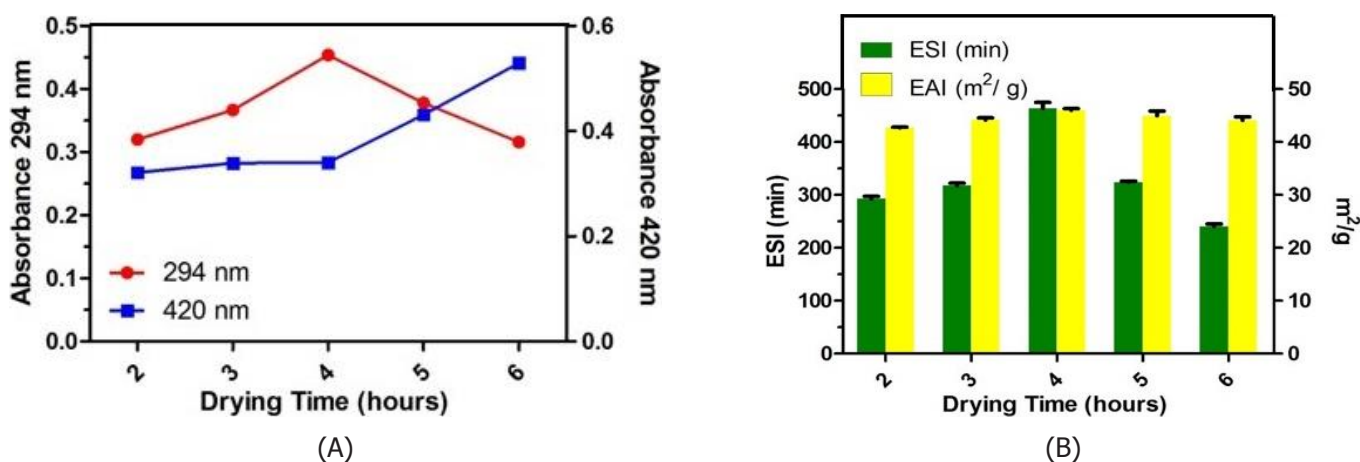 0.5
0.4
0.3
0.2
0.1
0.0
Absorbance 294 nm
0.6
0.4
0.2
0.0
Absorbance 420 nm
294 nm
420 nm
2
3
4
5
6
Drying Time (hours)
(A)
ESI (min)
EAI (m²/ g)
500
400
300
200
100
0
ESI (min)
50
40
30
20
10
0
m²/g
2
3
4
5
6
Drying Time (hours)
(B)